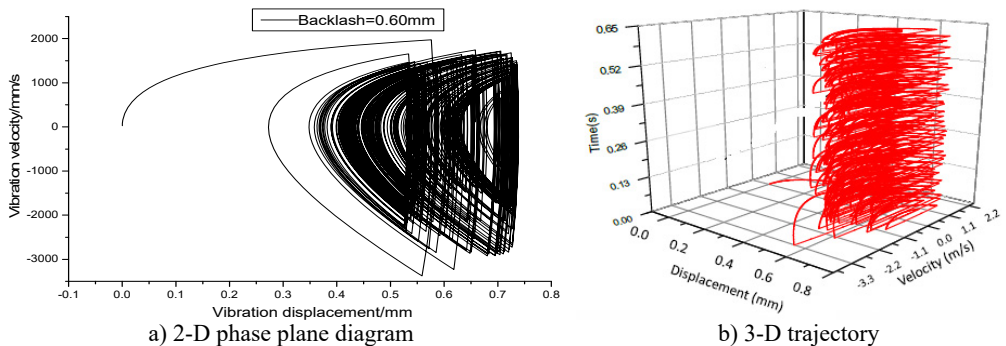 Backlash=0.60mm
Vibration velocity/mm/s
2000
1000
0
-1000
-2000
-3000
-0.1 0.0 0.1 0.2 0.3 0.4 0.5 0.6 0.7 0.8
Vibration displacement/mm
a) 2-D phase plane diagram
Time(s)
0.65
0.52
0.39
0.26
0.13
0.00
0.0 0.2 0.4 0.6 0.8
Displacement (mm)
-3.3 -2.2 -1.1 0.0 1.1 2.2
Velocity (m/s)
b) 3-D trajectory